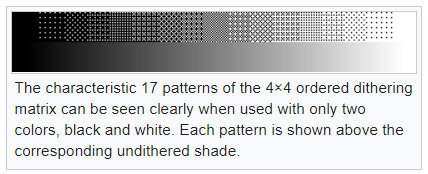 The characteristic 17 patterns of the 4×4 ordered dithering
matrix can be seen clearly when used with only two
colors, black and white. Each pattern is shown above the
corresponding undithered shade.